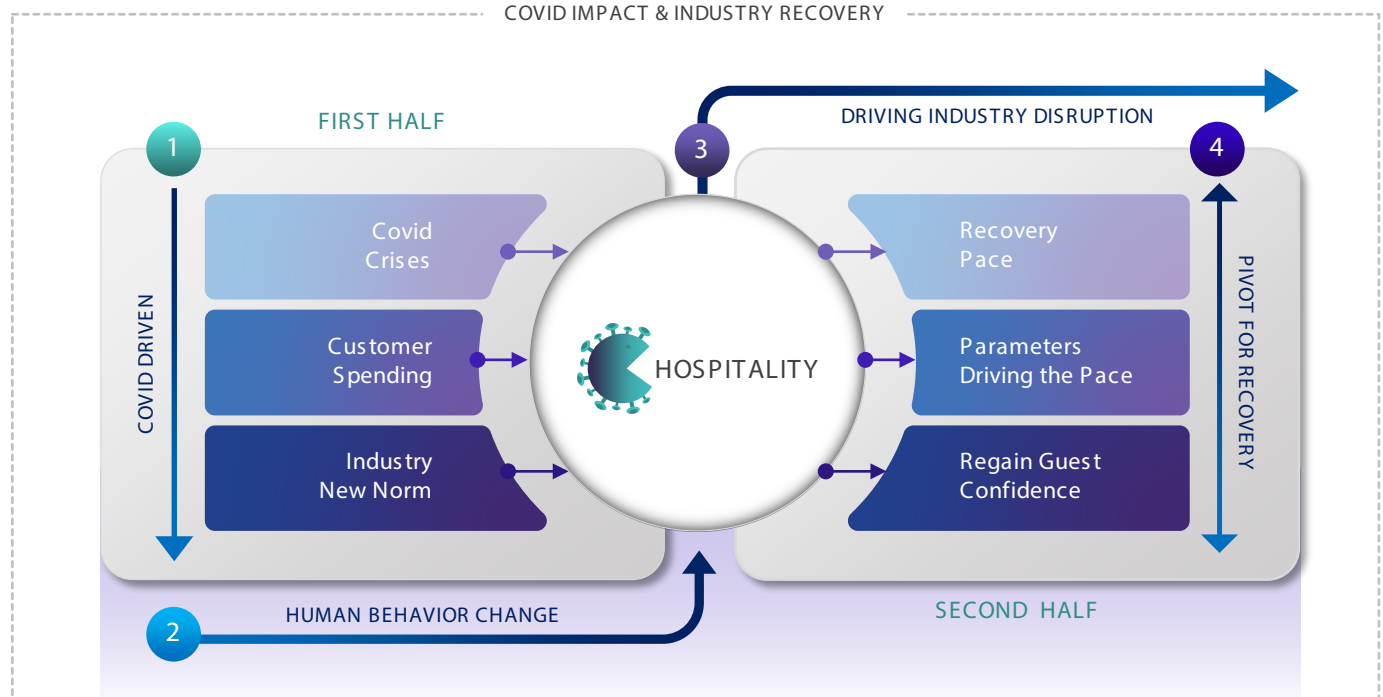 COVID IMPACT & INDUSTRY RECOVERY
FIRST HALF
1
COVID DRIVEN
Covid
Crises
Customer
Spending
Industry
New Norm
2
HUMAN BEHAVIOR CHANGE
HOSPITALITY
3
DRIVING INDUSTRY DISRUPTION
4
Recovery
Pace
Parameters
Driving the Pace
Regain Guest
Confidence
PIVOT FOR RECOVERY
SECOND HALF